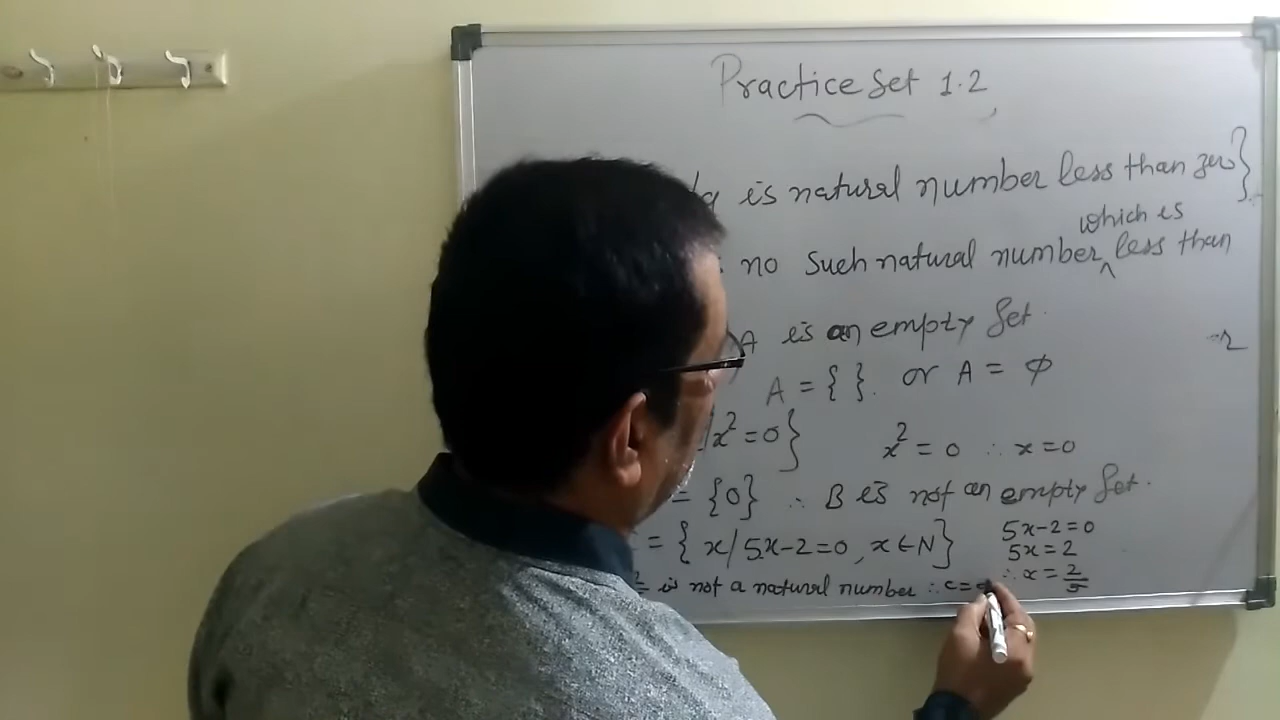 Practice Set 1.2
is natural number less than zero}
which is
no such natural number ^ less than
A is an empty set.
A = { }. or A = ϕ
x² = 0} x² = 0 ∴ x = 0
= {0} ∴ B is not an empty set.
= {x/5x-2=0, x∈N} 5x-2=0
5x=2
∴ x = 2/5
is not a natural number ∴ c =